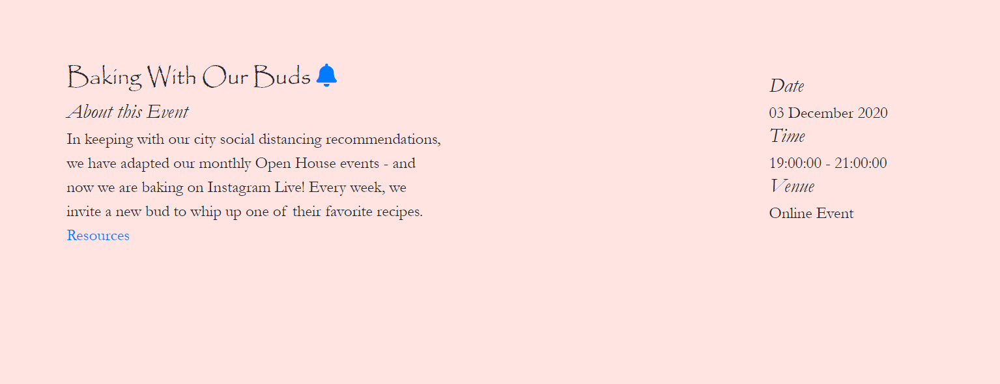 Baking With Our Buds
About this Event
In keeping with our city social distancing recommendations,
we have adapted our monthly Open House events - and
now we are baking on Instagram Live! Every week, we
invite a new bud to whip up one of their favorite recipes.
Resources
Date
03 December 2020
Time
19:00:00 - 21:00:00
Venue
Online Event